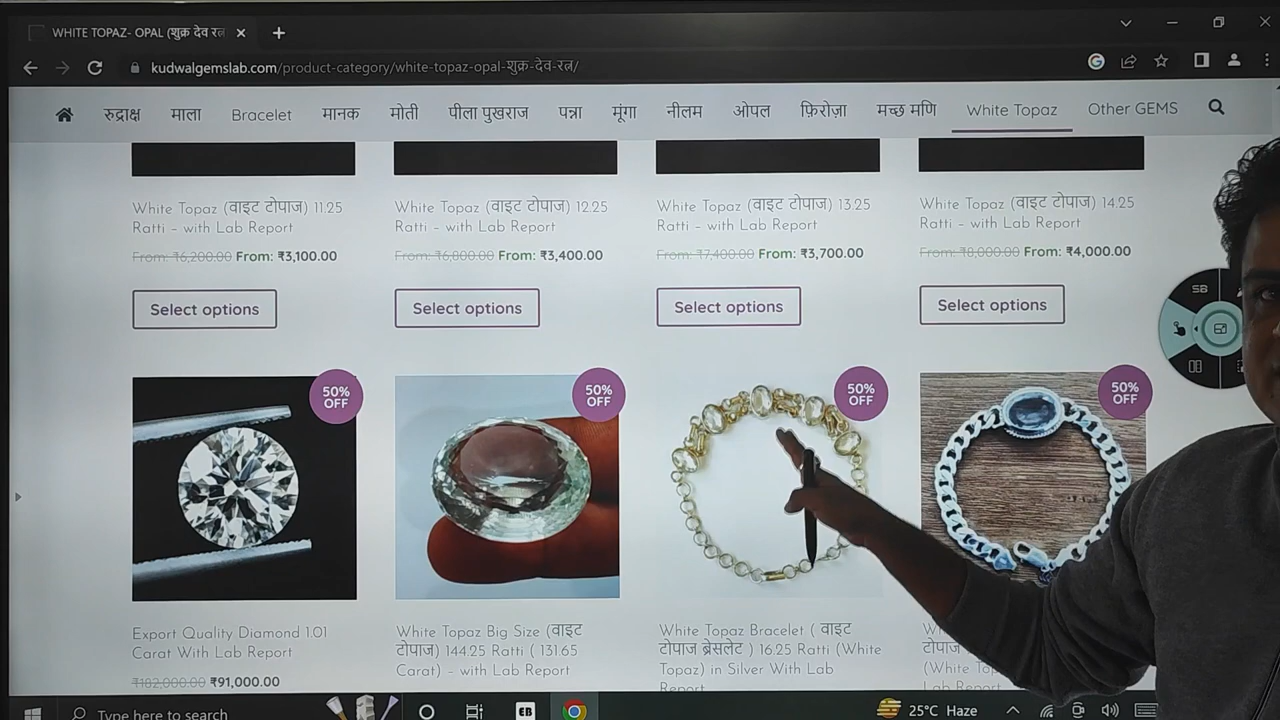 WHITE TOPAZ- OPAL (शुक्र देव रत्न
kudwalgemslab.com/product-category/white-topaz-opal-शुक्र-देव-रत्न/
रुद्राक्ष माला Bracelet मानक मोती पीला पुखराज पन्ना मूंगा नीलम ओपल फ़िरोज़ा मच्छ मणि White Topaz Other GEMS
White Topaz (वाइट टोपाज) 11.25
Ratti – with Lab Report
From: ₹6,200.00 From: ₹3,100.00
Select options
White Topaz (वाइट टोपाज) 12.25
Ratti – with Lab Report
From: ₹6,800.00 From: ₹3,400.00
Select options
White Topaz (वाइट टोपाज) 13.25
Ratti – with Lab Report
From: ₹7,400.00 From: ₹3,700.00
Select options
White Topaz (वाइट टोपाज) 14.25
Ratti – with Lab Report
From: ₹8,000.00 From: ₹4,000.00
Select options
50%
OFF
Export Quality Diamond 1.01
Carat With Lab Report
₹182,000.00 ₹91,000.00
50%
OFF
White Topaz Big Size (वाइट
टोपाज) 144.25 Ratti ( 131.65
Carat) – with Lab Report
50%
OFF
White Topaz Bracelet ( वाइट
टोपाज ब्रेसलेट ) 16.25 Ratti (White
Topaz) in Silver With Lab
Report
50%
OFF
टोपाज
(White To
Lab Report
Type here to search
EB
25°C Haze